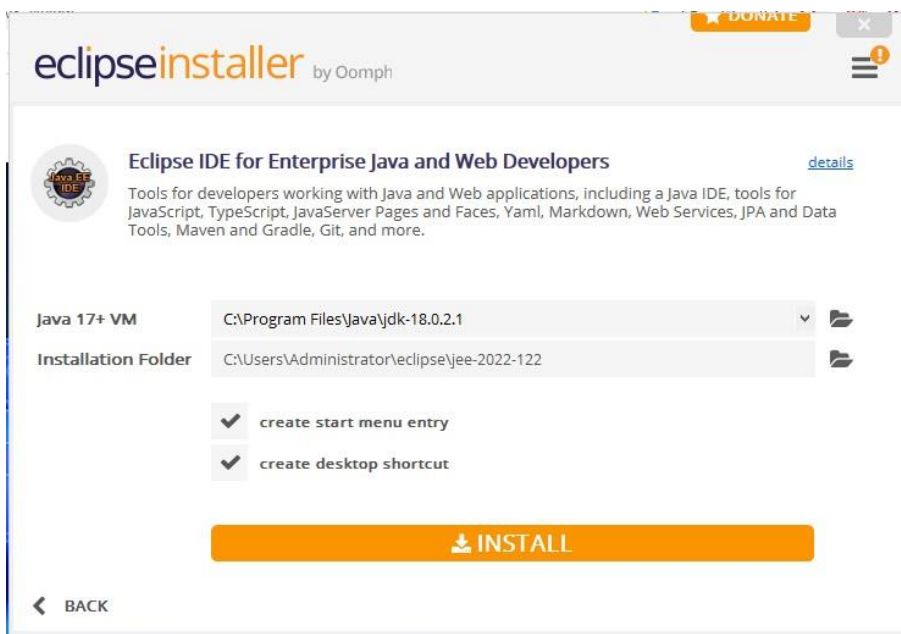 DONATE
eclipseinstaller by Oomph
Eclipse IDE for Enterprise Java and Web Developers
details
Java EE
IDE
Tools for developers working with Java and Web applications, including a Java IDE, tools for
JavaScript, TypeScript, JavaServer Pages and Faces, Yaml, Markdown, Web Services, JPA and Data
Tools, Maven and Gradle, Git, and more.
Java 17+ VM
C:\Program Files\Java\jdk-18.0.2.1
Installation Folder
C:\Users\Administrator\eclipse\jee-2022-122
create start menu entry
create desktop shortcut
INSTALL
BACK